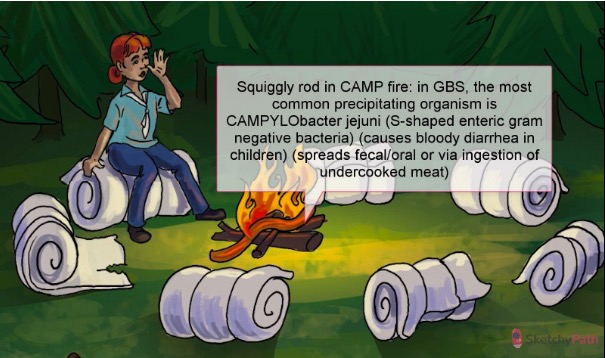 Squiggly rod in CAMP fire: in GBS, the most
common precipitating organism is
CAMPYLObacter jejuni (S-shaped enteric gram
negative bacteria) (causes bloody diarrhea in
children) (spreads fecal/oral or via ingestion of
undercooked meat)
SketchyPath